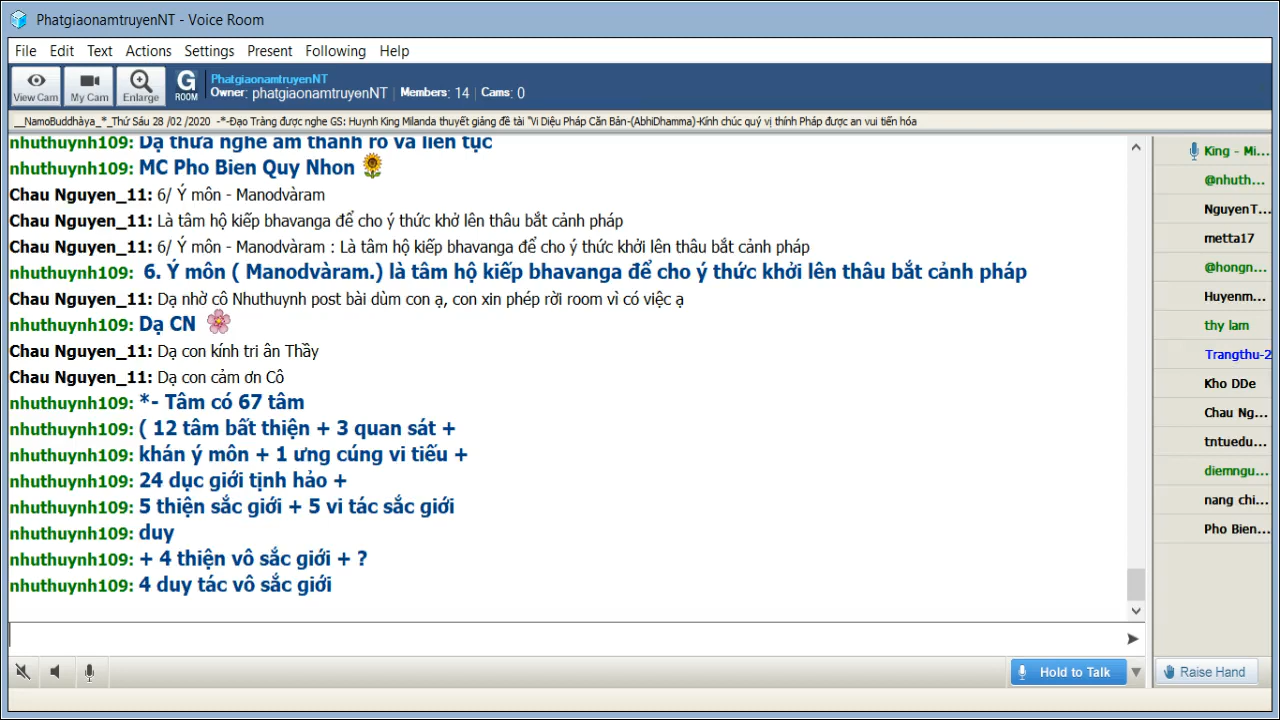 PhatgiaonamtruyenNT - Voice Room
File Edit Text Actions Settings Present Following Help
View Cam My Cam Enlarge G ROOM PhatgiaonamtruyenNT
Owner: phatgiaonamtruyenNT Members: 14 Cams: 0
__NamoBuddhàya_*_Thứ Sáu 28 /02 /2020 -*-Đạo Tràng được nghe GS: Huynh King Milanda thuyết giảng đề tài "Vi Diệu Pháp Căn Bản-(AbhiDhamma)-Kính chúc quý vị thính Pháp được an vui tiến hóa
nhuthuynh109: Dạ thưa nghe âm thanh rõ và liên tục
nhuthuynh109: MC Pho Bien Quy Nhon
Chau Nguyen_11: 6/ Ý môn - Manodvàram
Chau Nguyen_11: Là tâm hộ kiếp bhavanga để cho ý thức khở lên thâu bắt cảnh pháp
Chau Nguyen_11: 6/ Ý môn - Manodvàram : Là tâm hộ kiếp bhavanga để cho ý thức khởi lên thâu bắt cảnh pháp
nhuthuynh109: 6. Ý môn ( Manodvàram.) là tâm hộ kiếp bhavanga để cho ý thức khởi lên thâu bắt cảnh pháp
Chau Nguyen_11: Dạ nhờ cô Nhuthuynh post bài dùm con ạ, con xin phép rời room vì có việc ạ
nhuthuynh109: Dạ CN
Chau Nguyen_11: Dạ con kính tri ân Thầy
Chau Nguyen_11: Dạ con cảm ơn Cô
nhuthuynh109: *- Tâm có 67 tâm
nhuthuynh109: ( 12 tâm bất thiện + 3 quan sát +
nhuthuynh109: khán ý môn + 1 ưng cúng vi tiếu +
nhuthuynh109: 24 dục giới tịnh hảo +
nhuthuynh109: 5 thiện sắc giới + 5 vi tác sắc giới
nhuthuynh109: duy
nhuthuynh109: + 4 thiện vô sắc giới + ?
nhuthuynh109: 4 duy tác vô sắc giới
King - Mi...
@nhuth...
NguyenT...
metta17
@hongn...
Huyenm...
thy lam
Trangthu-2
Kho DDe
Chau Ng...
tntuedu...
diemngu...
nang chi...
Pho Bien...
Hold to Talk
Raise Hand